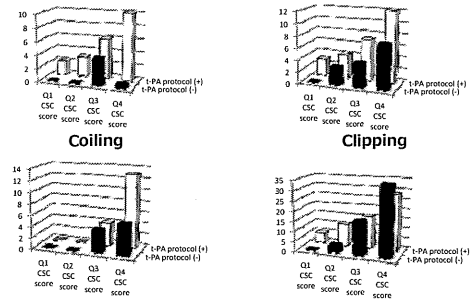 10
8
6
4
2
0
t-PA protocol (+)
t-PA protocol (-)
Q1 Q2 Q3 Q4
CSC CSC CSC CSC
score score score score
Coiling
12
10
8
6
4
2
0
t-PA protocol (+)
t-PA protocol (-)
Q1 Q2 Q3 Q4
CSC CSC CSC CSC
score score score score
Clipping
14
12
10
8
6
4
2
0
t-PA protocol (+)
t-PA protocol (-)
Q1 Q2 Q3 Q4
CSC CSC CSC CSC
score score score score
35
30
25
20
15
10
5
0
t-PA protocol (+)
t-PA protocol (-)
Q1 Q2 Q3 Q4
CSC CSC CSC CSC
score score score score